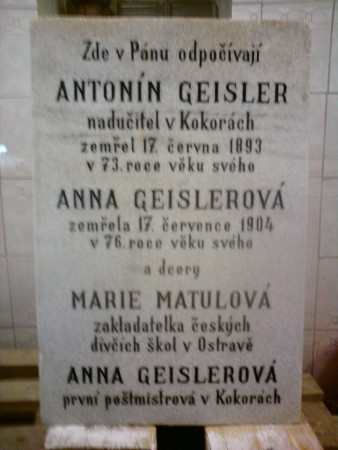 Zde v Pánu odpočívají
ANTONÍN GEISLER
nadučitel v Kokorách
zemřel 17. června 1893
v 73. roce věku svého
ANNA GEISLEROVÁ
zemřela 17. července 1904
v 76. roce věku svého
a dcery
MARIE MATULOVÁ
zakladatelka českých
dívčích škol v Ostravě
ANNA GEISLEROVÁ
první poštmistrová v Kokorách